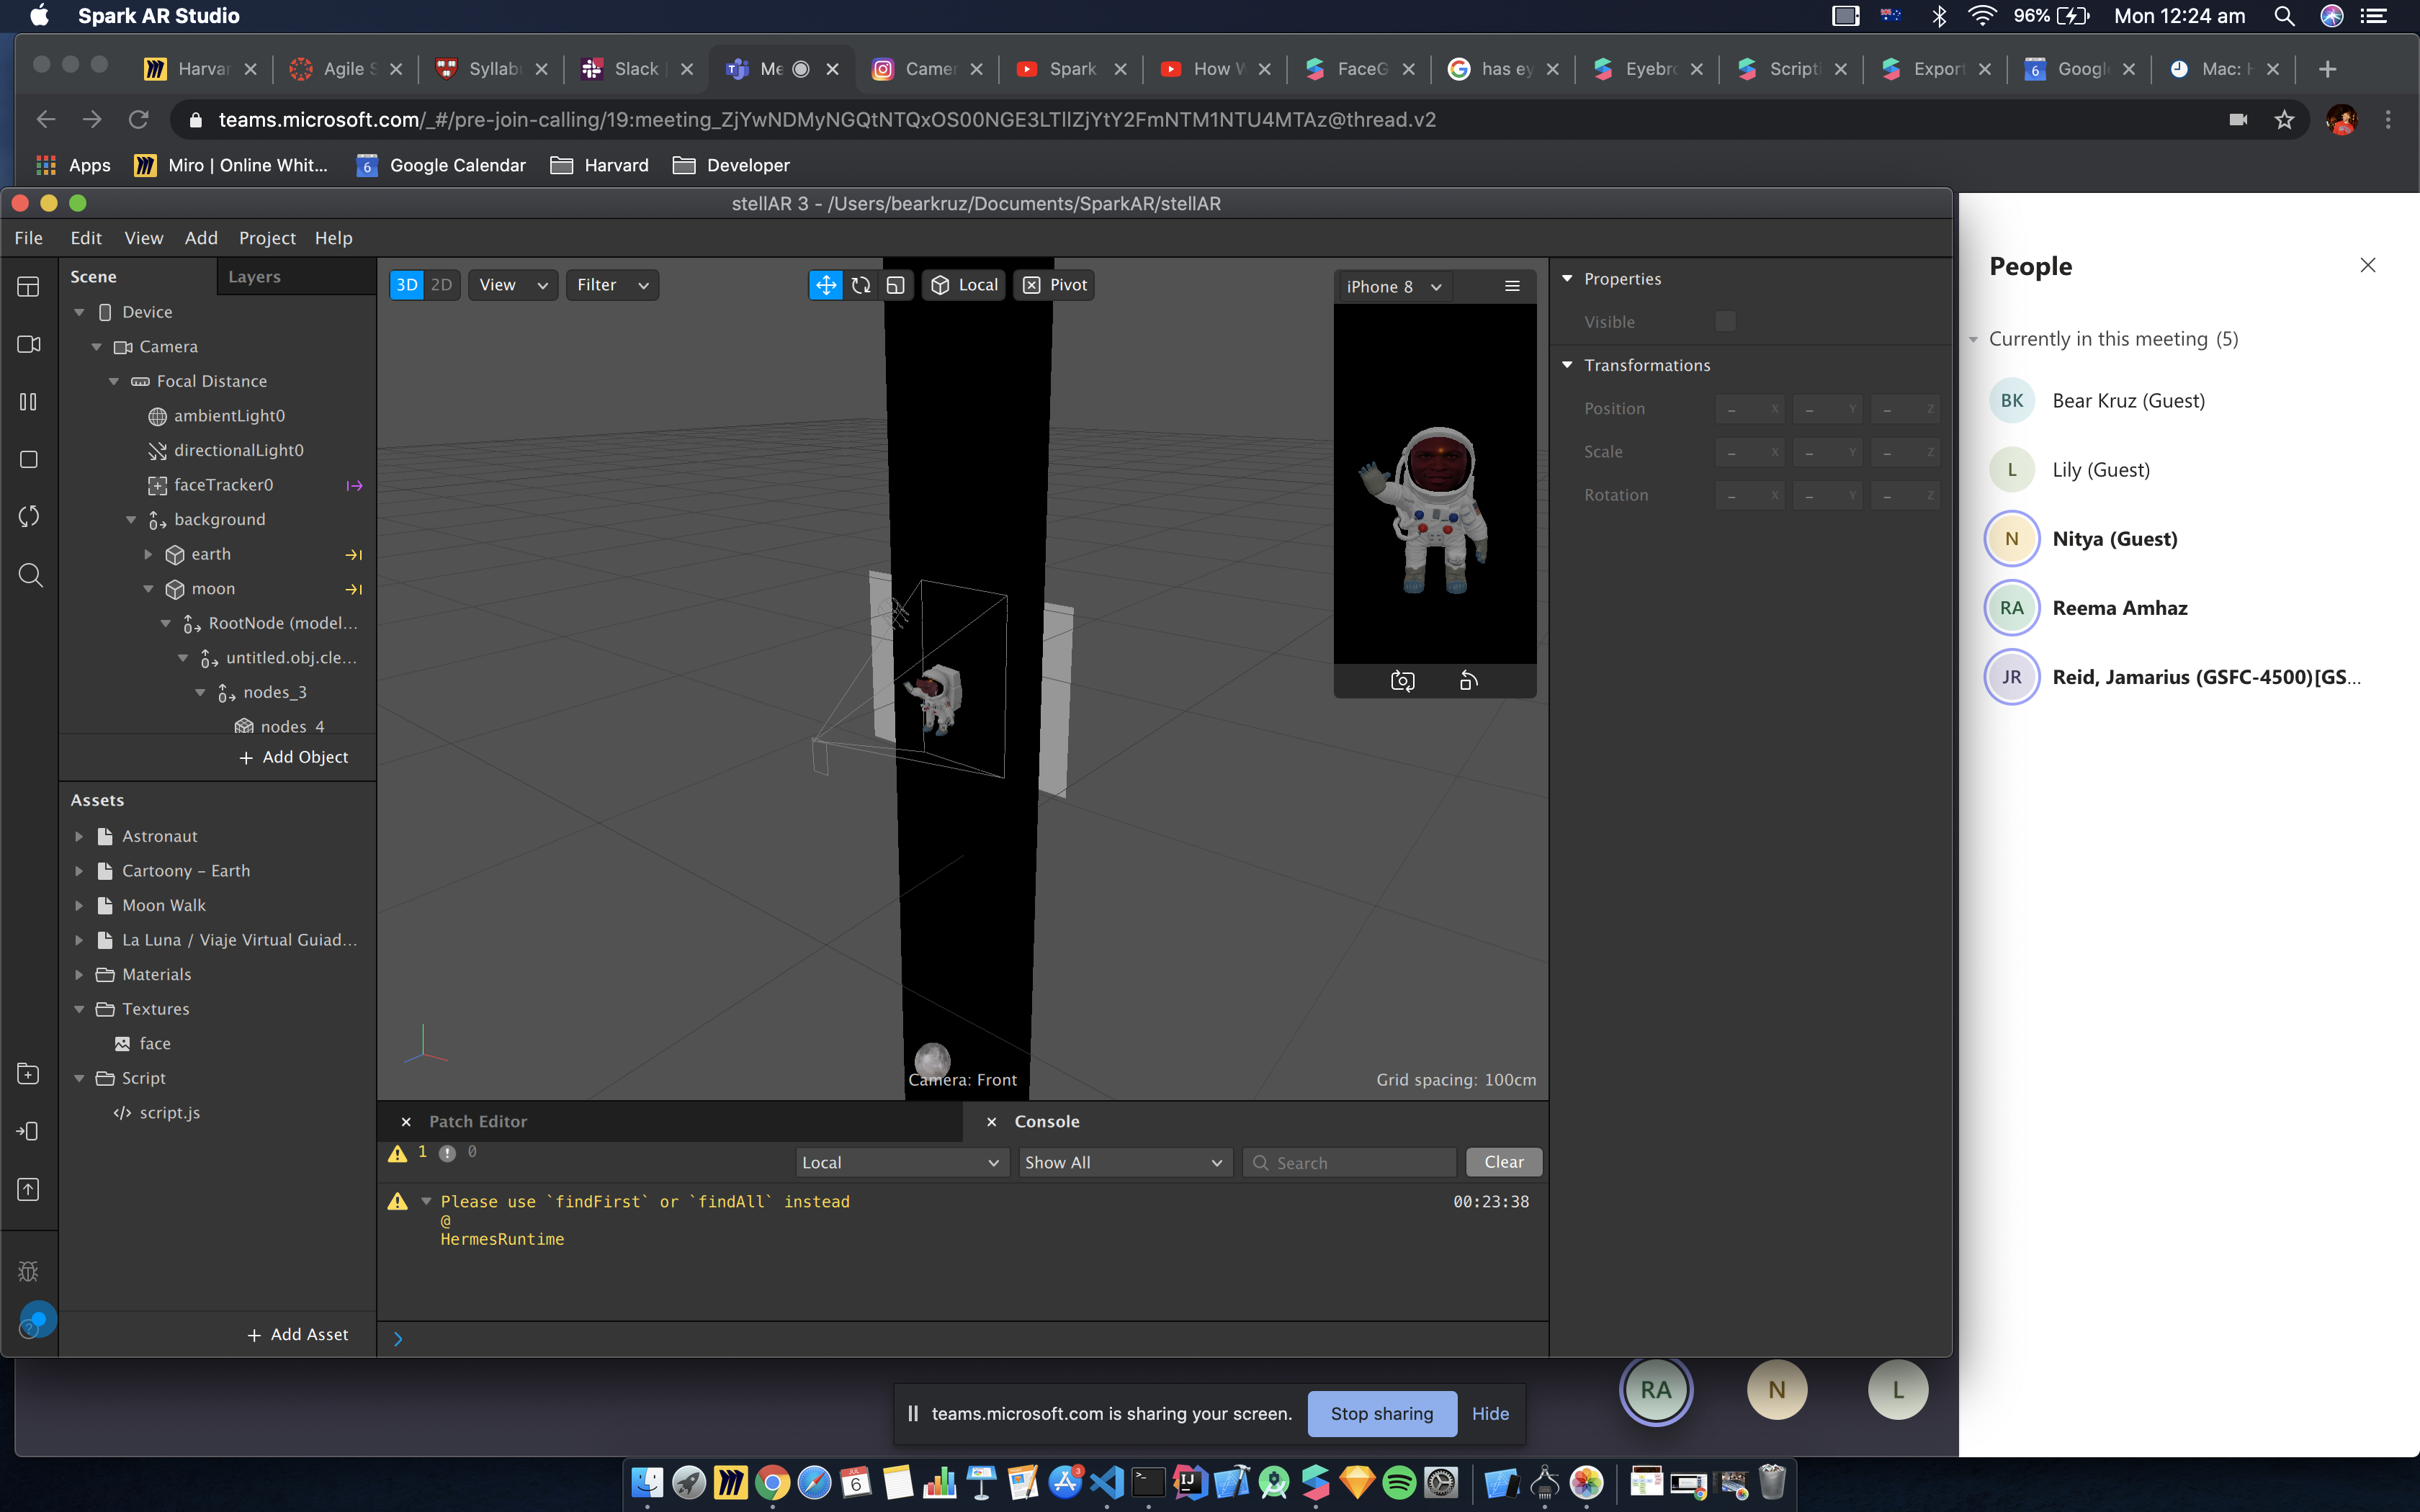 Spark AR Studio
96%
Mon 12:24 am
Harvar
Agile S
Syllab
Slack
Me
Camer
Spark
How W
FaceG
has ey
Eyebro
Scripti
Export
6
Googl
Mac: H
teams.microsoft.com/_#/pre-join-calling/19:meeting_ZjYwNDMyNGQtNTQxOS00NGE3LTllZjYtY2FmNTM1NTU4MTAz@thread.v2
Apps
Miro | Online Whit...
6
Google Calendar
Harvard
Developer
stellAR 3 - /Users/bearkruz/Documents/SparkAR/stellAR
File
Edit
View
Add
Project
Help
Scene
Layers
Device
Camera
Focal Distance
ambientLight0
directionalLight0
faceTracker0
background
earth
moon
RootNode (model...
untitled.obj.cle...
nodes_3
nodes_4
+ Add Object
Assets
Astronaut
Cartoony – Earth
Moon Walk
La Luna / Viaje Virtual Guiad...
Materials
Textures
face
Script
script.js
+ Add Asset
3D
2D
View
Filter
Local
Pivot
iPhone 8
Camera: Front
Grid spacing: 100cm
Patch Editor
Console
1
0
Local
Show All
Search
Clear
Please use `findFirst` or `findAll` instead
00:23:38
@
HermesRuntime
Properties
Visible
Transformations
Position
– X
– Y
– Z
Scale
– X
– Y
– Z
Rotation
– X
– Y
– Z
People
Currently in this meeting (5)
BK
Bear Kruz (Guest)
L
Lily (Guest)
N
Nitya (Guest)
RA
Reema Amhaz
JR
Reid, Jamarius (GSFC-4500)[GS...
RA
N
L
teams.microsoft.com is sharing your screen.
Stop sharing
Hide
JUL
6
3
IJ